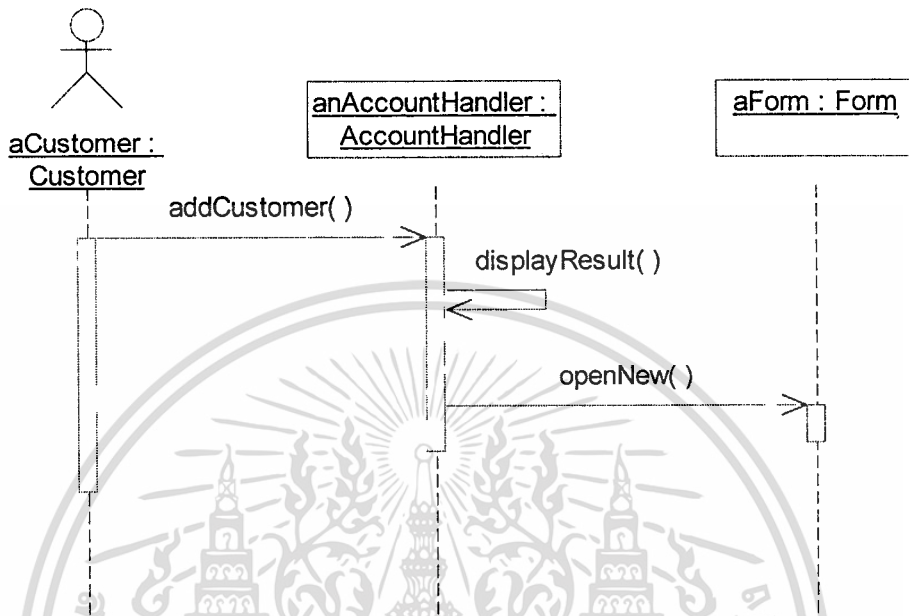 aCustomer :
Customer
anAccountHandler :
AccountHandler
aForm : Form
addCustomer( )
displayResult( )
openNew( )